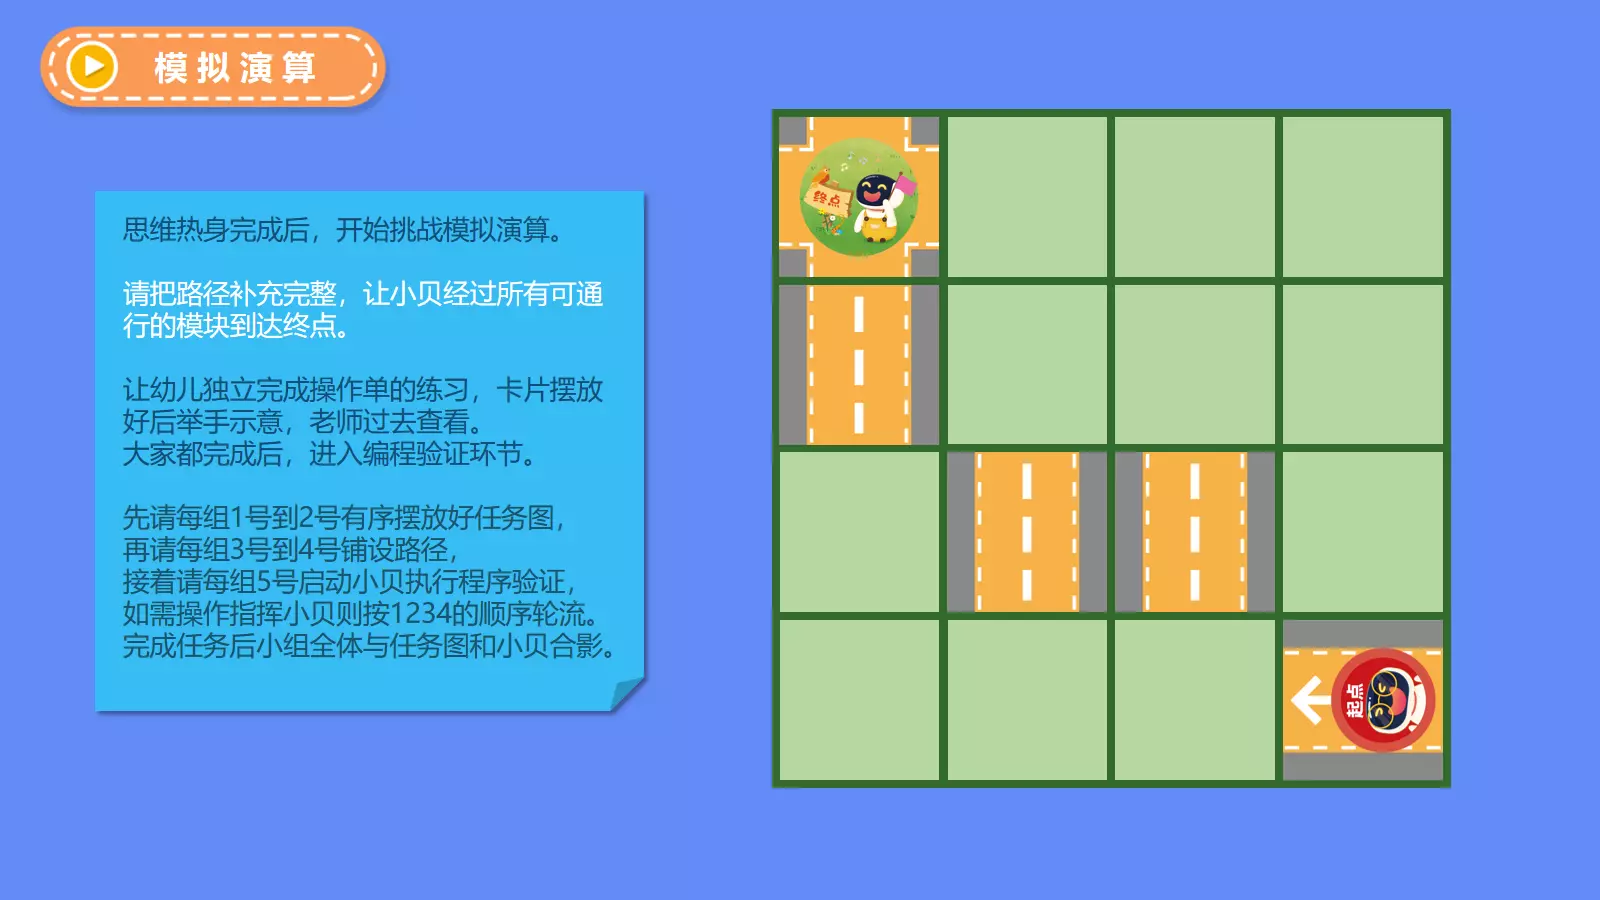 模拟演算
思维热身完成后，开始挑战模拟演算。
请把路径补充完整，让小贝经过所有可通
行的模块到达终点。
让幼儿独立完成操作单的练习，卡片摆放
好后举手示意，老师过去查看。
大家都完成后，进入编程验证环节。
先请每组1号到2号有序摆放好任务图，
再请每组3号到4号铺设路径，
接着请每组5号启动小贝执行程序验证，
如需操作指挥小贝则按1234的顺序轮流。
完成任务后小组全体与任务图和小贝合影。
终点
起点